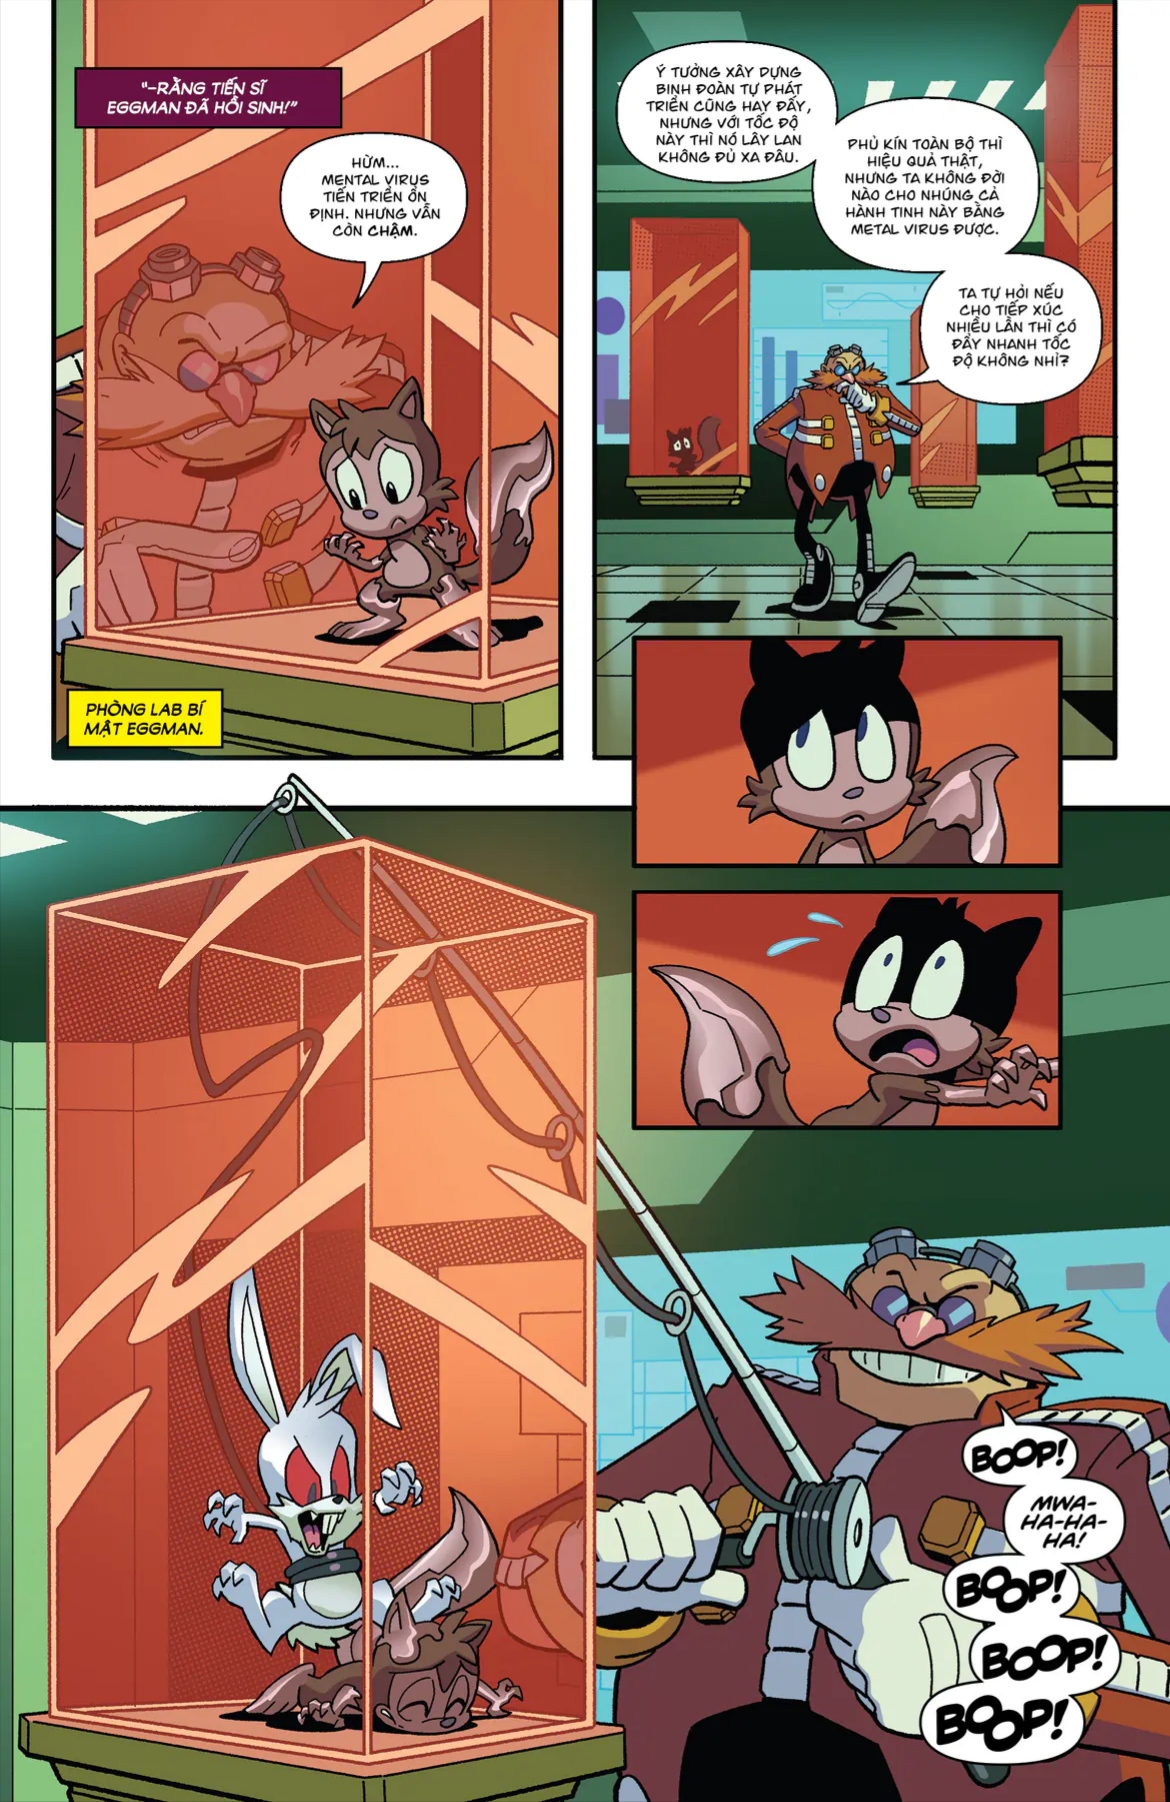 "–RẰNG TIẾN SĨ
EGGMAN ĐÃ HỒI SINH!"
HỪM...
MENTAL VIRUS
TIẾN TRIỂN ỔN
ĐỊNH. NHƯNG VẪN
CÒN CHẬM.
PHÒNG LAB BÍ
MẬT EGGMAN.
Ý TƯỞNG XÂY DỰNG
BINH ĐOÀN TỰ PHÁT
TRIỂN CŨNG HAY ĐẤY,
NHƯNG VỚI TỐC ĐỘ
NÀY THÌ NÓ LÂY LAN
KHÔNG ĐỦ XA ĐÂU.
PHỦ KÍN TOÀN BỘ THÌ
HIỆU QUẢ THẬT,
NHƯNG TA KHÔNG ĐỜI
NÀO CHO NHÚNG CẢ
HÀNH TINH NÀY BẰNG
METAL VIRUS ĐƯỢC.
TA TỰ HỎI NẾU
CHO TIẾP XÚC
NHIỀU LẦN THÌ CÓ
ĐẨY NHANH TỐC
ĐỘ KHÔNG NHỈ?
BOOP!
MWA-
HA-HA-
HA!
BOOP!
BOOP!
BOOP!